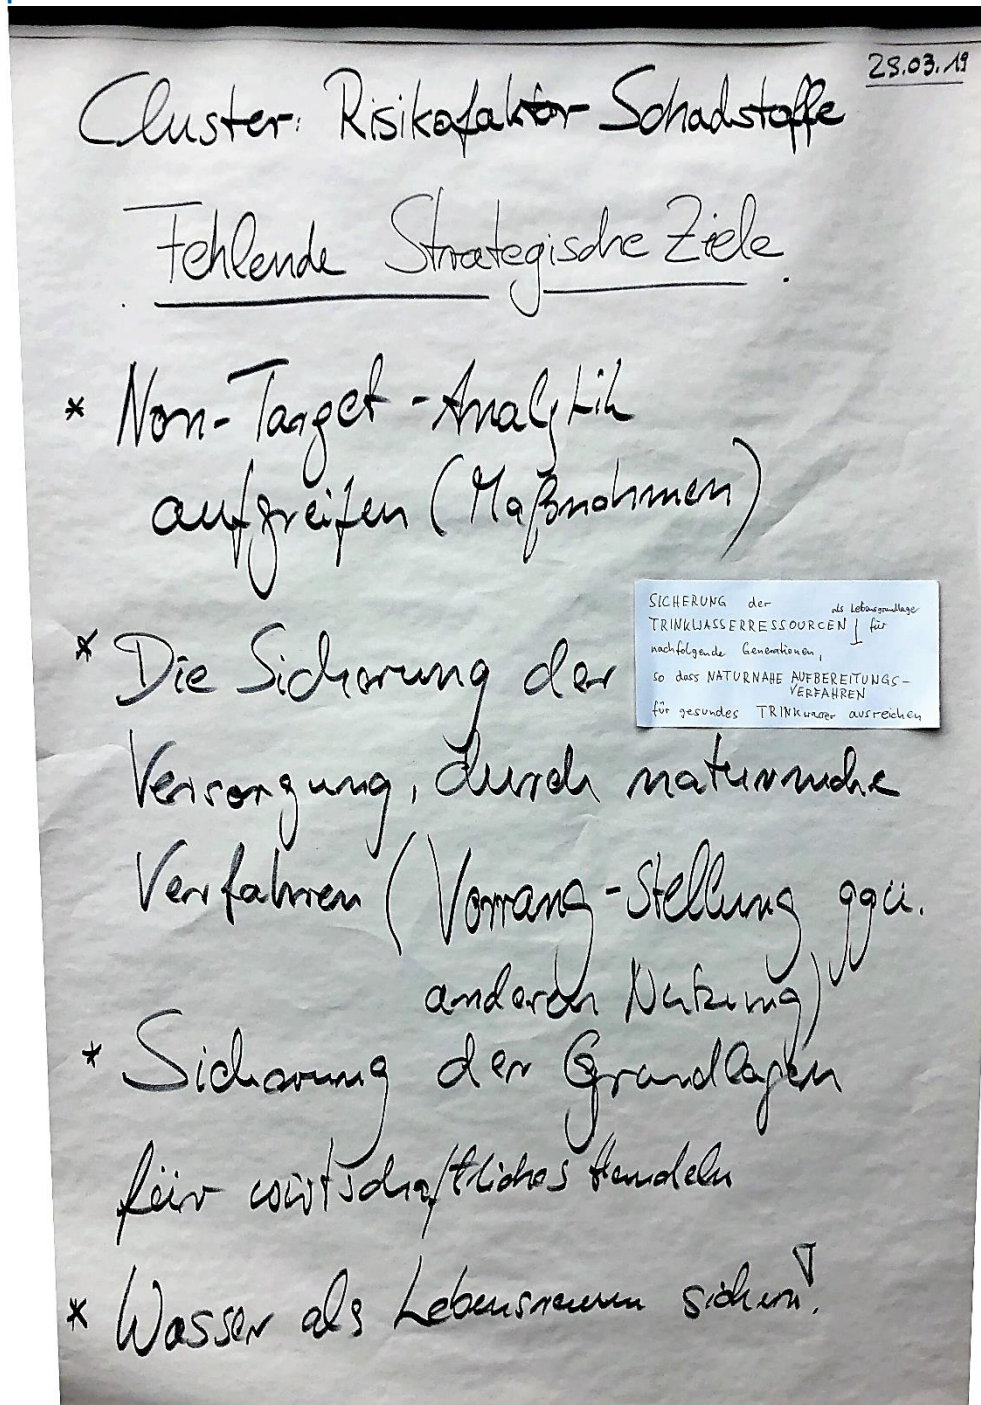 28.03.19
Cluster: Risikofaktor Schadstoffe
Fehlende Strategische Ziele
* Non-Target-Analytik
aufgreifen (Maßnahmen)
SICHERUNG der als Lebensgrundlage
TRINKWASSERRESSOURCEN für
nachfolgende Generationen,
so dass NATURNAHE AUFBEREITUNGS-
VERFAHREN
für gesundes TRINKwasser ausreichen
* Die Sicherung der
Versorgung, durch naturnahe
Verfahren (Vorrang-Stellung ggü.
anderen Nutzung)
* Sicherung der Grundlagen
für wirtschaftliches Handeln
* Wasser als Lebensraum sichern!